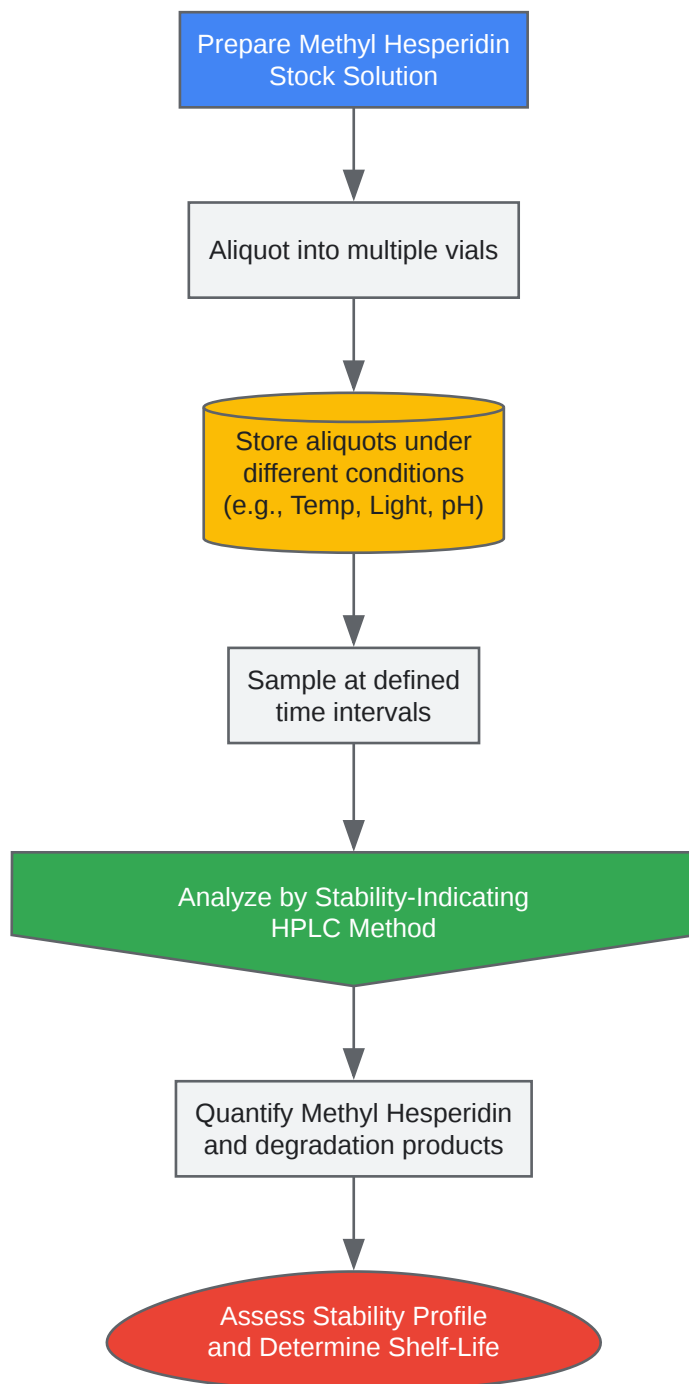 Prepare Methyl Hesperidin
Stock Solution
Aliquot into multiple vials
Store aliquots under
different conditions
(e.g., Temp, Light, pH)
Sample at defined
time intervals
Analyze by Stability-Indicating
HPLC Method
Quantify Methyl Hesperidin
and degradation products
Assess Stability Profile
and Determine Shelf-Life